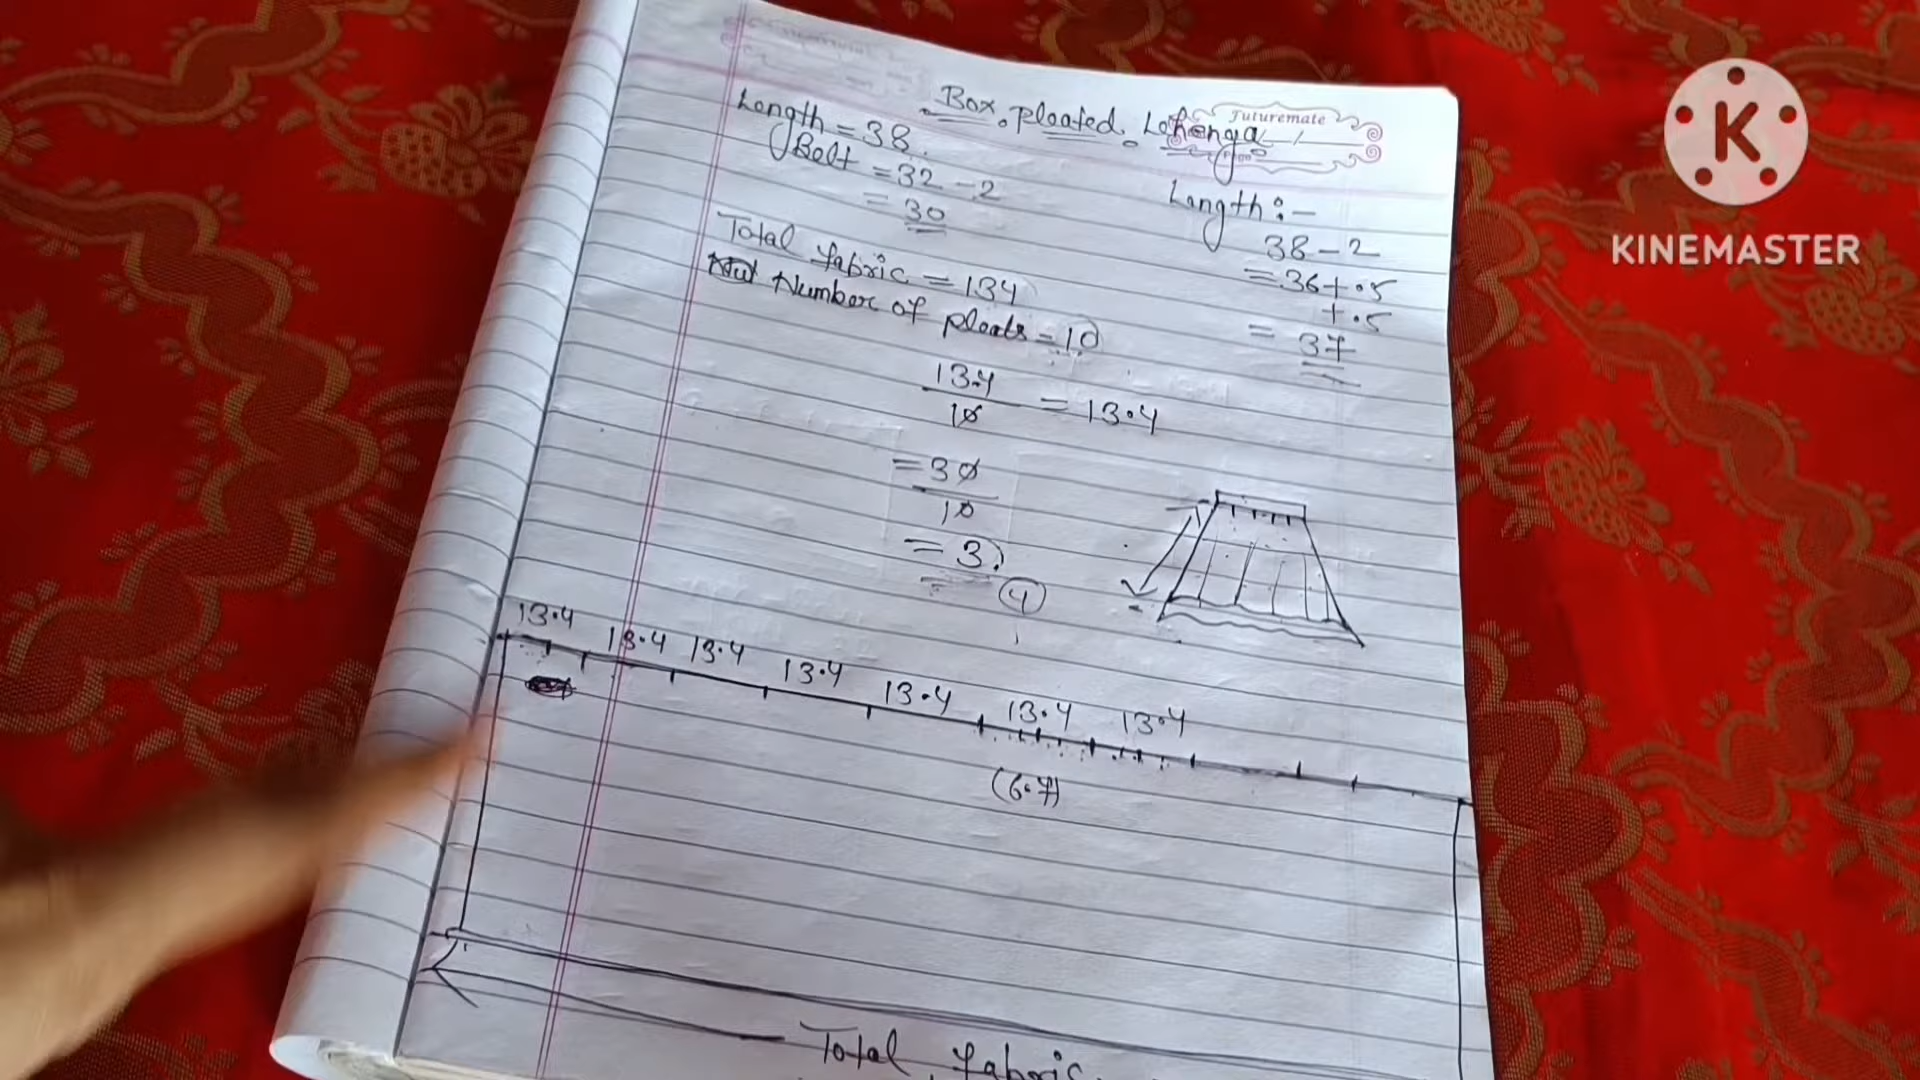 Box pleated Lehenga
Futuremate
Length = 38
Belt = 32 - 2
= 30
Length :-
38 - 2
= 36 + .5
+ .5
= 37
Total fabric = 134
Number of pleats = 10
13.4
10
= 13.4
= 30
10
= 3
4
13.4 13.4 13.4 13.4 13.4 13.4 13.4
(6.7)
Total fabric
K
KINEMASTER